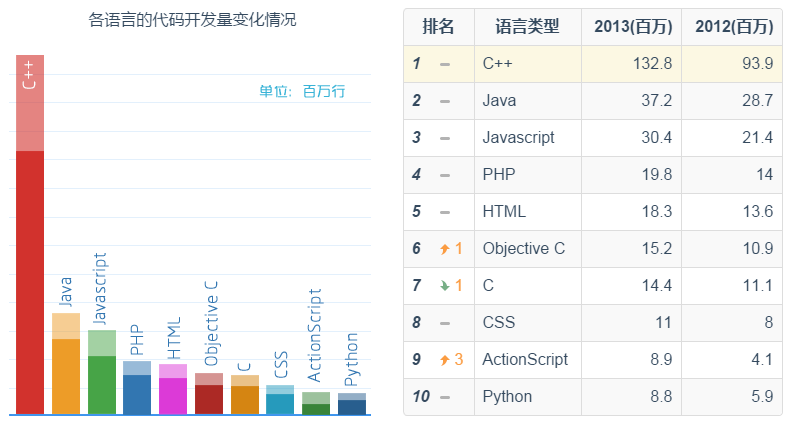 各语言的代码开发量变化情况
单位：百万行
C++
Java
Javascript
PHP
HTML
Objective C
C
CSS
ActionScript
Python
排名 语言类型 2013(百万) 2012(百万)
1 – C++ 132.8 93.9
2 – Java 37.2 28.7
3 – Javascript 30.4 21.4
4 – PHP 19.8 14
5 – HTML 18.3 13.6
6 1 Objective C 15.2 10.9
7 1 C 14.4 11.1
8 – CSS 11 8
9 3 ActionScript 8.9 4.1
10 – Python 8.8 5.9